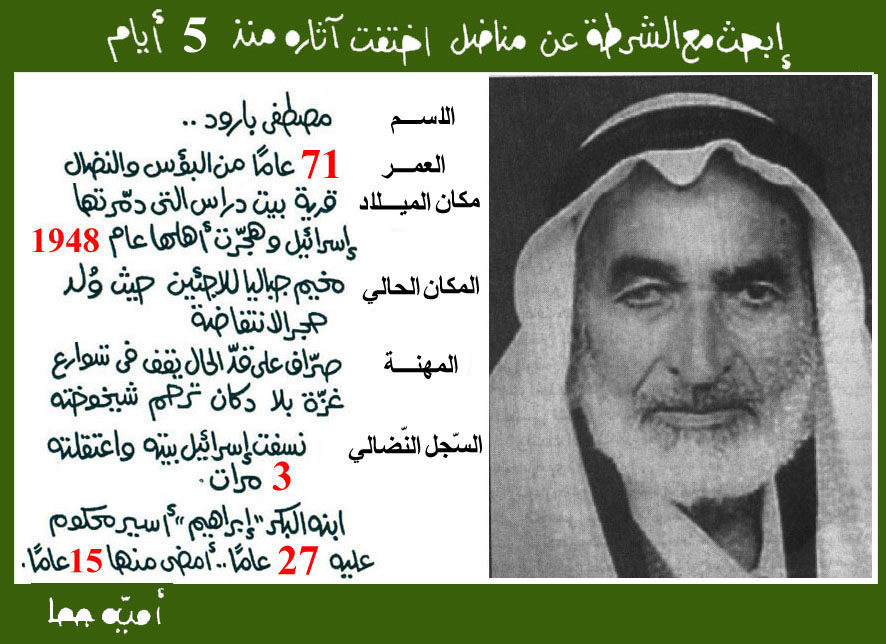 إبحث مع الشرطة عن مناضل اختفت آثاره منذ 5 أيام
الاســم مصطفى بارود ..
العمــر 71 عامًا من البؤس والنضال
مكان الميــلاد قرية بيت دراس التى دمّرتها
إسرائيل وهجّرت أهلها عام 1948
المكان الحالي مخيم جباليا للاجئين حيث وُلد
حجر الانتفاضة
المهنــة صرّاف على قدّ الحال يقف فى شوارع
غزّة بلا دكان ترحم شيخوخته
السّجل النّضالي نسفت إسرائيل بيته واعتقلته
3 مرات .
ابنه البكر "إبراهيم" أسير محكوم
عليه 27 عامًا.. أمضى منها 15 عامًا.
أميّه جحا